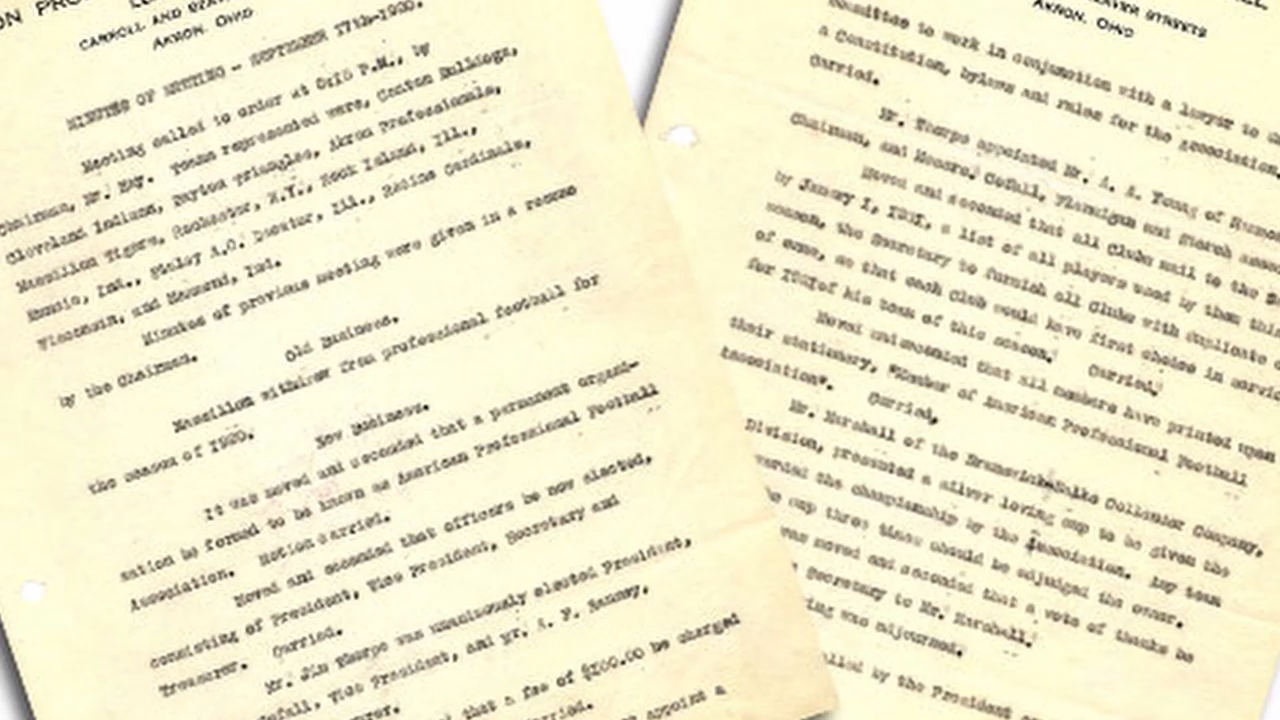 CARROLL AND
AKRON, OHIO
MINUTES OF MEETING - SEPTEMBER 17th-1920.
Meeting called to order at 8:15 P.M., by
Chairman, Mr. Hay. Teams represented were, Canton Bulldogs,
Cleveland Indians, Dayton Triangles, Akron Professionals,
Massillon Tigers, Rochester, N.Y., Rock Island, Ill.,
Muncie, Ind., Staley A.C. Decatur, Ill., Racine Cardinals,
Wisconsin, and Hammond, Ind.
Minutes of previous meeting were given in a resume
by the Chairman.
Old Business.
Massillon withdrew from professional football for
the season of 1920.
New Business.
It was moved and seconded that a permanent organi-
zation be formed to be known as American Professional Football
Association. Motion carried.
Moved and seconded that officers be now elected,
consisting of President, Vice President, Secretary and
Treasurer. Carried.
Mr. Jim Thorpe was unanimously elected President,
Cofall, Vice President, and Mr. A. F. Ranney,
that a fee of $100.00 be charged
appoint a
STREETS
AKRON, OHIO
committee to work in conjunction with a lawyer to
a Constitution, bylaws and rules for the Association.
Carried.
Mr. Thorpe appointed Mr. A. A. Young of Hammond
Chairman, and Messrs. Cofall, Flanigan and Storck
Moved and seconded that all Clubs mail to the
by January 1, 1921, a list of all players used by them this
season, the Secretary to furnish all Clubs with duplicate
of same, so that each Club would have first choice in
for 1921 of his team of this season. Carried.
Moved and seconded that all members have printed upon
their stationery, "Member of American Professional Football
Association". Carried.
Mr. Marshall of the Brunswick-Balke Collender Company,
Division, presented a silver loving cup to be given the
awarded the championship by the Association. Any team
cup three times should be adjudged the owner.
was moved and seconded that a vote of thanks be
Secretary to Mr. Marshall.
was adjourned.
by the President